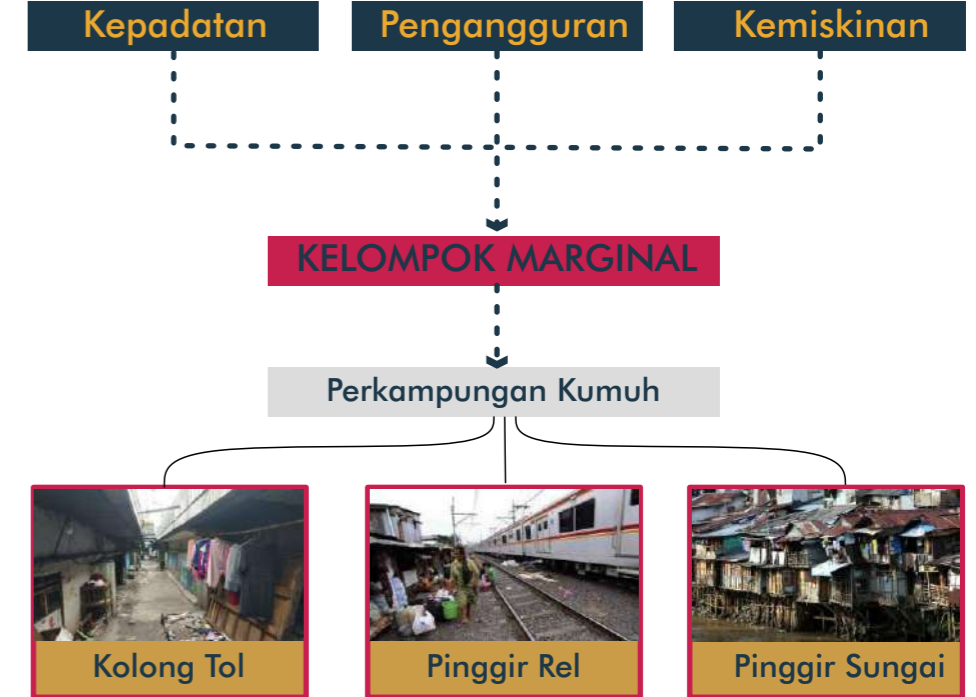 Kepadatan
Pengangguran
Kemiskinan
KELOMPOK MARGINAL
Perkampungan Kumuh
Kolong Tol
Pinggir Rel
Pinggir Sungai